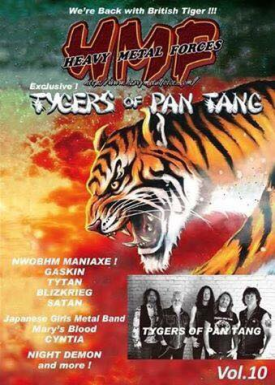 We're Back with British Tiger !!!
HMF
HEAVY METAL FORCES
Exclusive !
TYGERS OF PAN TANG
NWOBHM MANIAXE !
GASKIN
TYTAN
BLIZKRIEG
SATAN
Japanese Girls Metal Band
Mary's Blood
CYNTIA
NIGHT DEMON
and more !
TYGERS OF PAN TANG
Vol.10